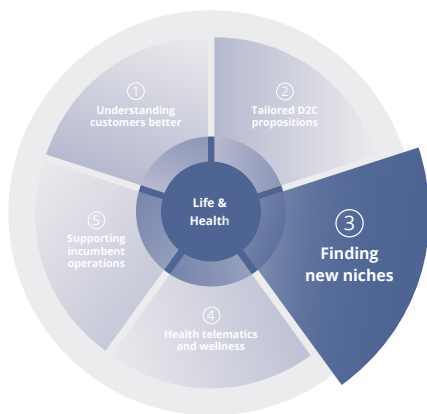 ①
Understanding
customers better
②
Tailored D2C
propositions
③
Finding
new niches
④
Health telematics
and wellness
⑤
Supporting
incumbent
operations
Life &
Health